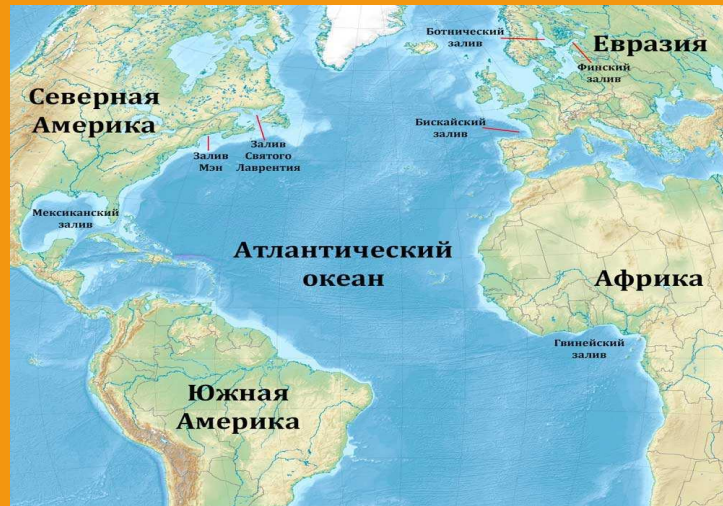 Ботнический
залив
Евразия
Финский
залив
Северная
Америка
Бискайский
залив
Залив
Мэн
Залив
Святого
Лаврентия
Мексиканский
залив
Атлантический
океан
Африка
Гвинейский
залив
Южная
Америка